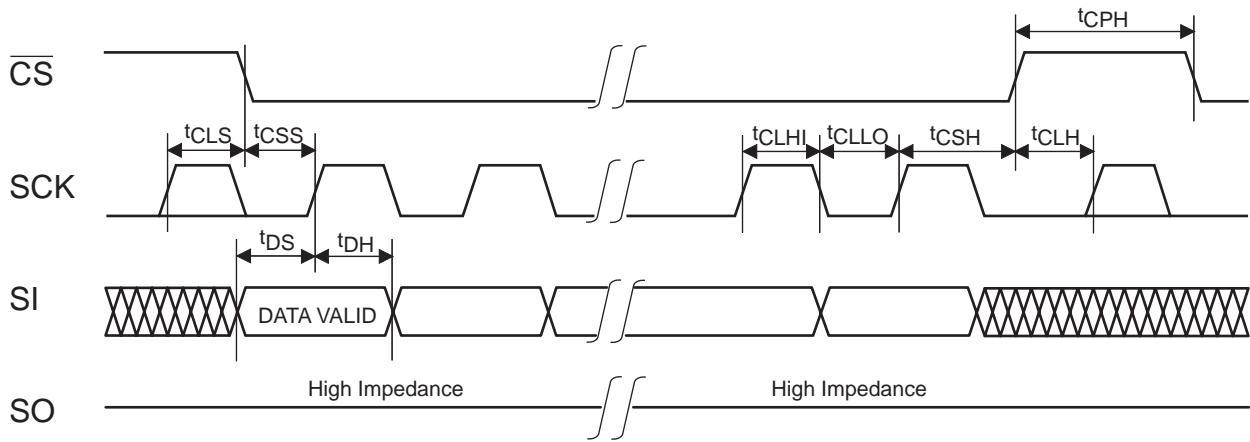 tCPH
CS
tCLS tCSS tCLHI tCLLO tCSH tCLH
SCK
tDS tDH
SI
DATA VALID
High Impedance High Impedance
SO